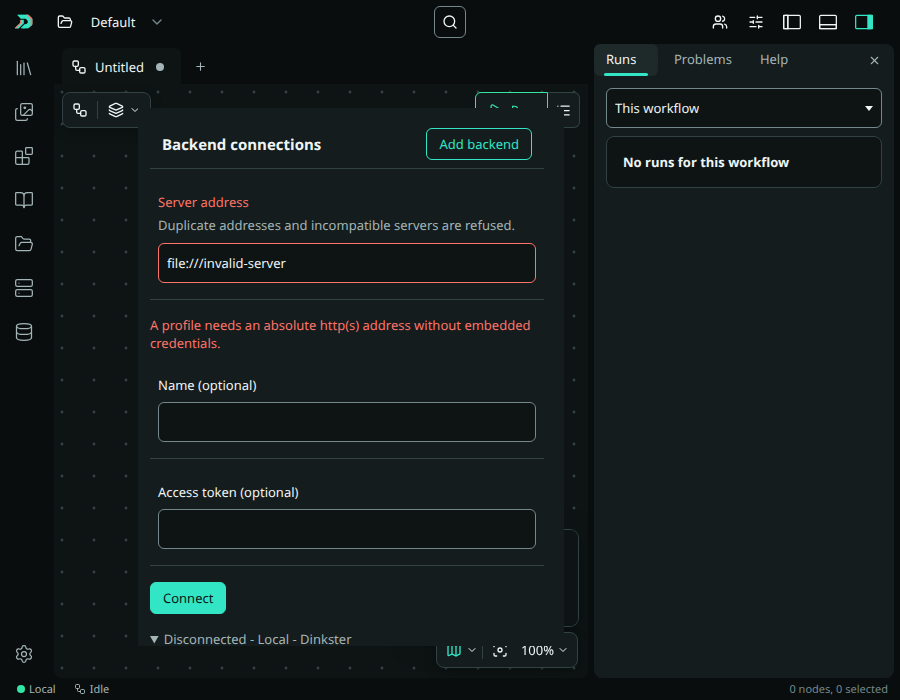 Default
Untitled
Runs
Problems
Help
This workflow
No runs for this workflow
Backend connections
Add backend
Server address
Duplicate addresses and incompatible servers are refused.
file:///invalid-server
A profile needs an absolute http(s) address without embedded
credentials.
Name (optional)
Access token (optional)
Connect
Disconnected - Local - Dinkster
100%
Local
Idle
0 nodes, 0 selected